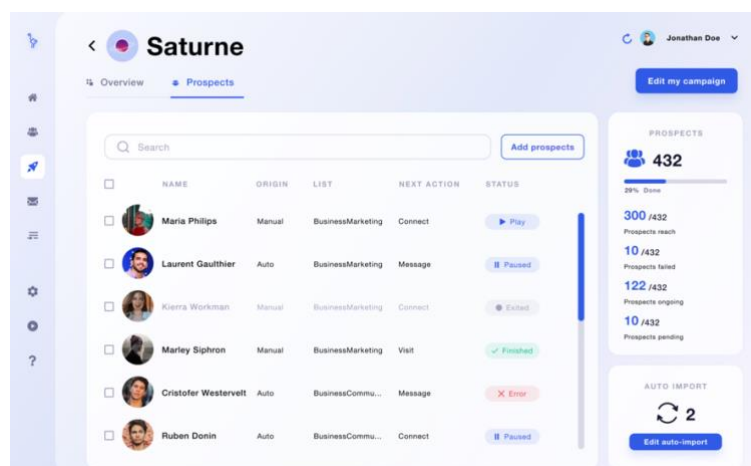 Saturne
Jonathan Doe
Overview
Prospects
Edit my campaign
Search
Add prospects
NAME ORIGIN LIST NEXT ACTION STATUS
Maria Philips Manual BusinessMarketing Connect Play
Laurent Gaulthier Auto BusinessMarketing Message Paused
Kierra Workman Manual BusinessMarketing Connect Exited
Marley Siphron Manual BusinessMarketing Visit Finished
Cristofer Westervelt Auto BusinessCommu... Message Error
Ruben Donin Auto BusinessCommu... Connect Paused
PROSPECTS
432
29% Done
300 /432
Prospects reach
10 /432
Prospects failed
122 /432
Prospects ongoing
10 /432
Prospects pending
AUTO IMPORT
2
Edit auto-import
?